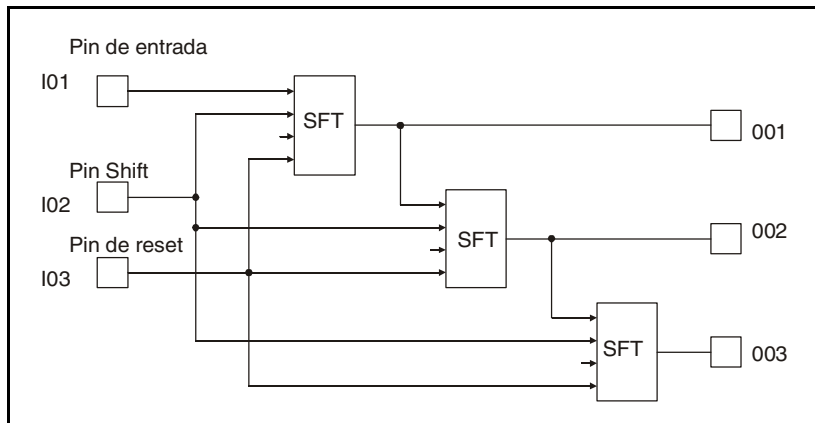 Pin de entrada
I01
SFT
001
Pin Shift
I02
SFT
002
Pin de reset
I03
SFT
003